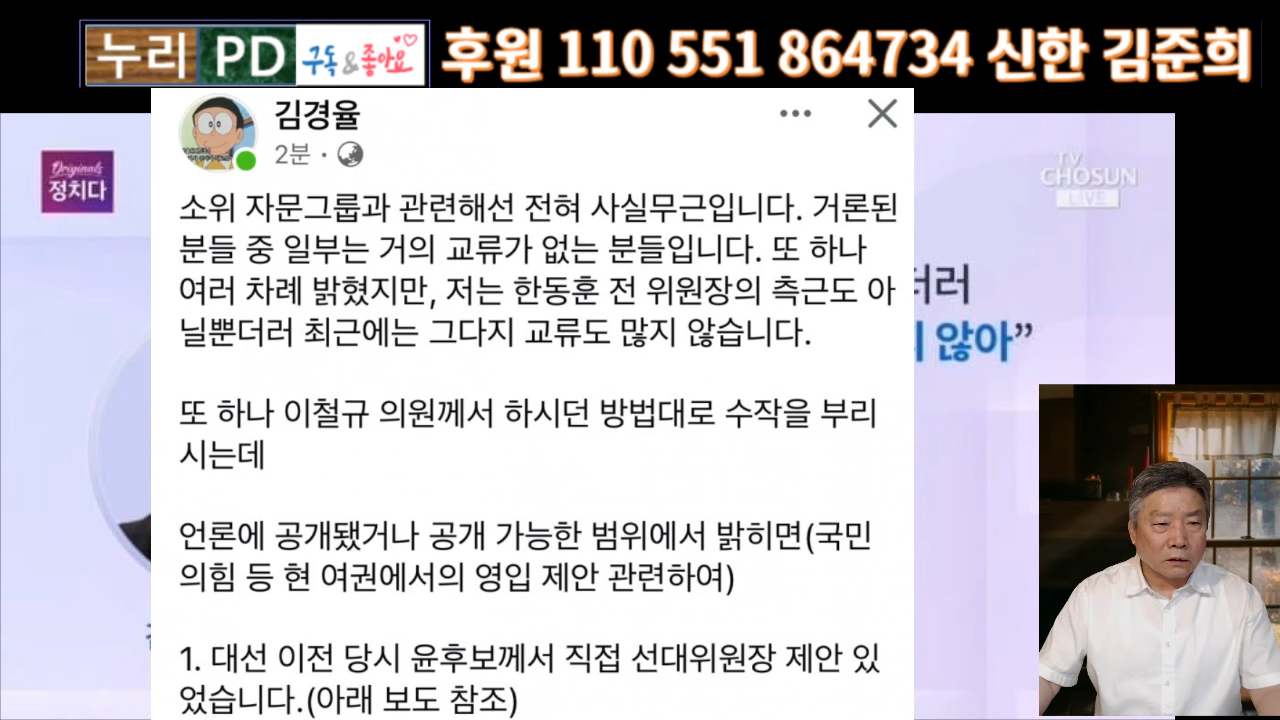 누리 PD 구독&좋아요 후원 110 551 864734 신한 김준희
김경율
2분
Originals
정치다
TV
CHOSUN
LIVE
소위 자문그룹과 관련해선 전혀 사실무근입니다. 거론된
분들 중 일부는 거의 교류가 없는 분들입니다. 또 하나
여러 차례 밝혔지만, 저는 한동훈 전 위원장의 측근도 아
닐뿐더러 최근에는 그다지 교류도 많지 않습니다.
더러
않아”
또 하나 이철규 의원께서 하시던 방법대로 수작을 부리
시는데
언론에 공개됐거나 공개 가능한 범위에서 밝히면(국민
의힘 등 현 여권에서의 영입 제안 관련하여)
1. 대선 이전 당시 윤후보께서 직접 선대위원장 제안 있
었습니다.(아래 보도 참조)